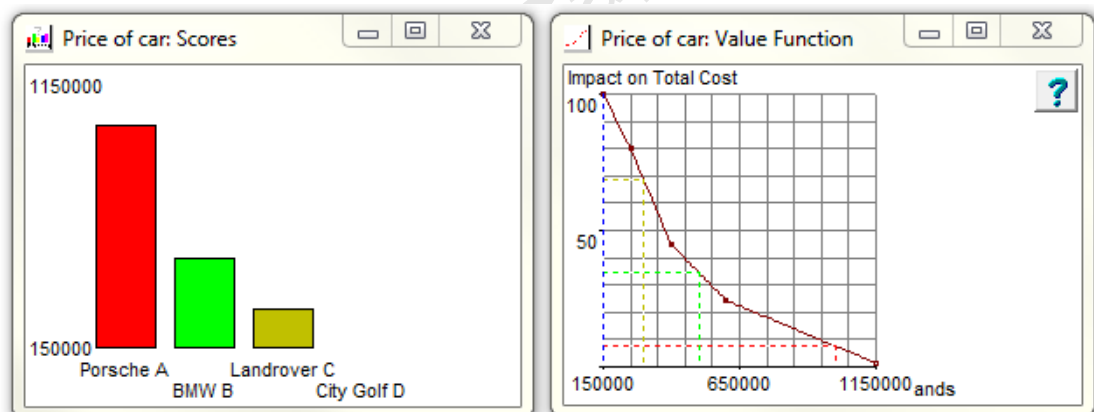 Price of car: Scores
1150000
150000
Porsche A
BMW B
Landrover C
City Golf D
Price of car: Value Function
Impact on Total Cost
?
100
50
150000
650000
1150000
ands